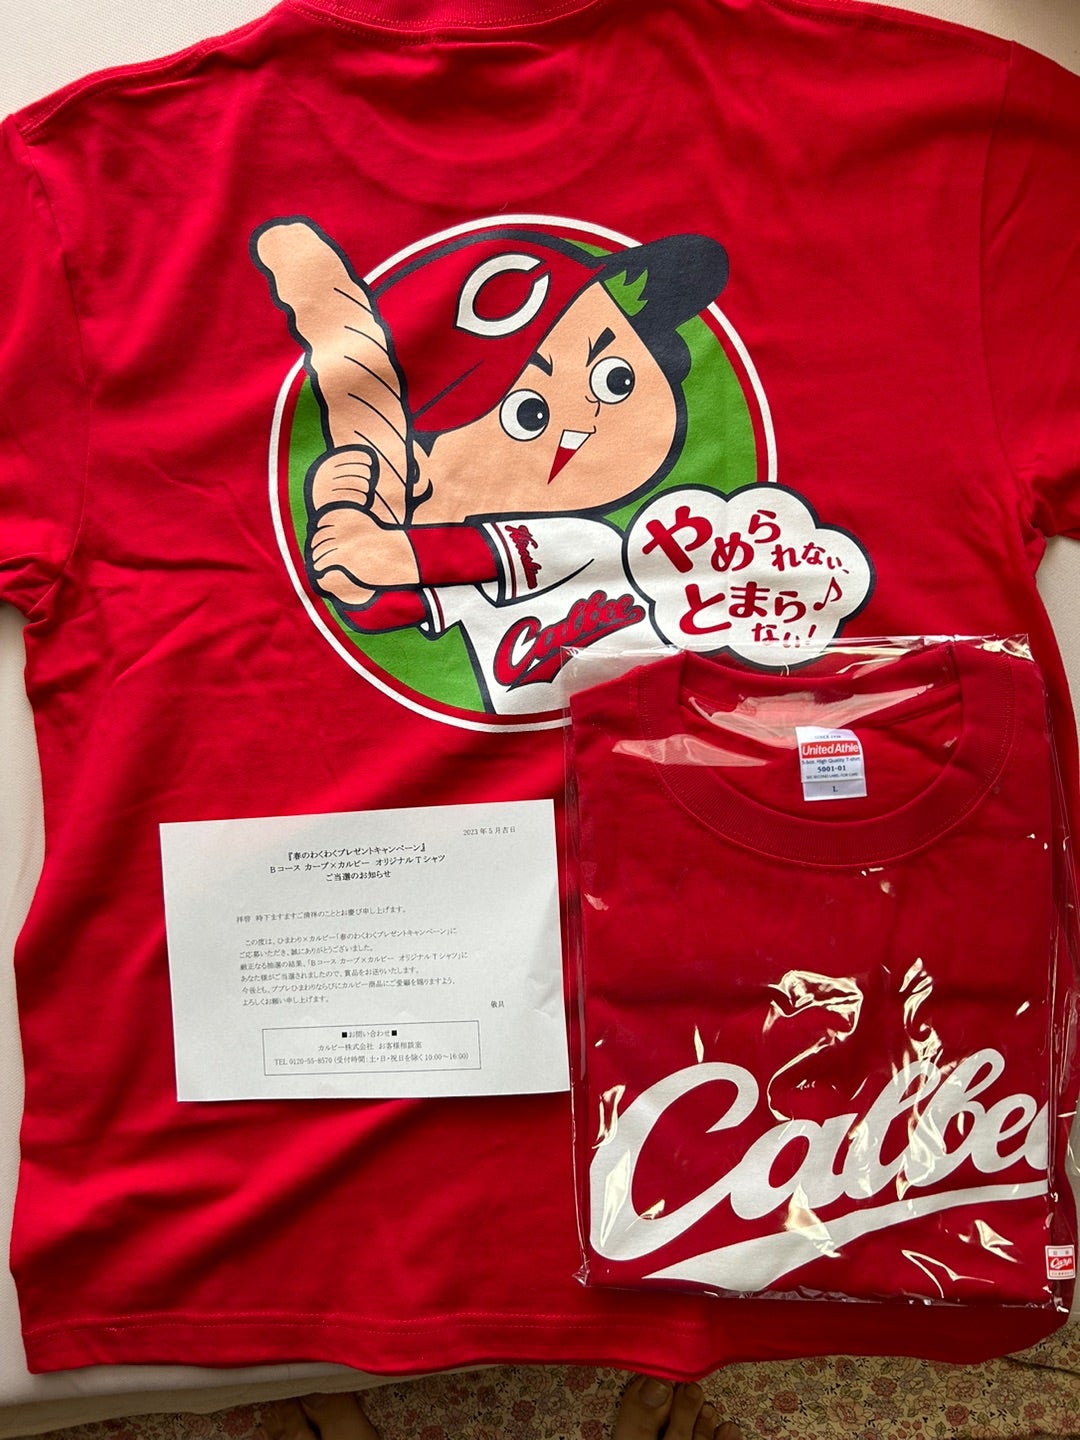 C
Hiroshima
Calbee
やめられない、
とまらない!
SINCE 1936
United Athle
5.6oz. High Quality T-shirt
5001-01
SEE SECOND LABEL FOR CARE
L
2023年5月吉日
『春のわくわくプレゼントキャンペーン』
Bコース カープ×カルビー オリジナルTシャツ
ご当選のお知らせ
拝啓 時下ますますご清祥のこととお慶び申し上げます。
この度は、ひまわり×カルビー「春のわくわくプレゼントキャンペーン」に
ご応募いただき、誠にありがとうございました。
厳正なる抽選の結果、「Bコース カープ×カルビー オリジナルTシャツ」に
あなた様がご当選されましたので、賞品をお送りいたします。
今後とも、ププレひまわりならびにカルビー商品にご愛顧を賜りますよう、
よろしくお願い申し上げます。
敬具
■お問い合わせ■
カルビー株式会社 お客様相談室
TEL 0120-55-8570 (受付時間:土・日・祝日を除く10:00～16:00)
Calbee